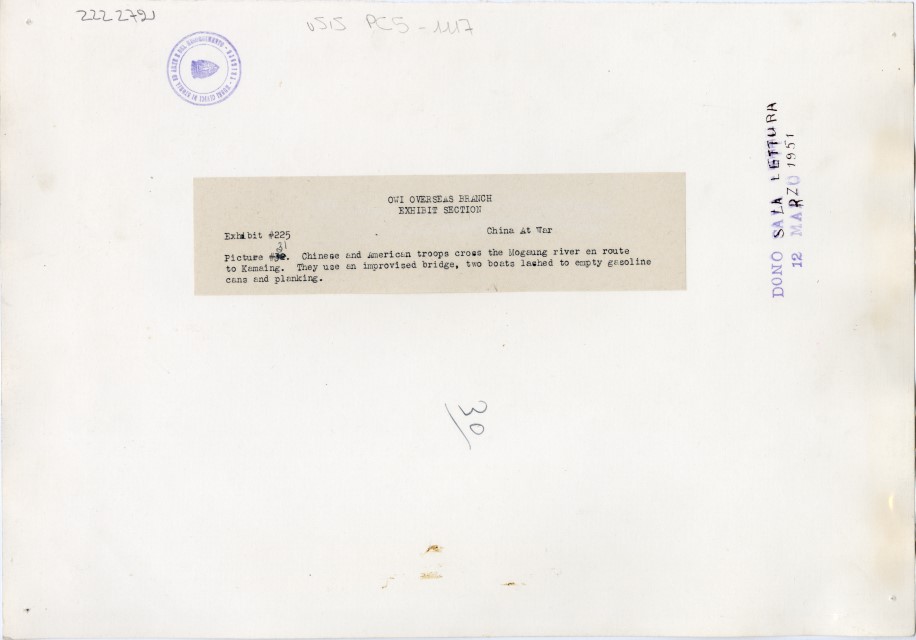 2222791
USIS PC5-1117
OWI OVERSEAS BRANCH
EXHIBIT SECTION
Exhibit #225 China At War
31
Picture # Chinese and American troops cross the Mogaung river en route
to Kamaing. They use an improvised bridge, two boats lashed to empty gasoline
cans and planking.
DONO SALA LETTURA
12 MARZO 1951
30